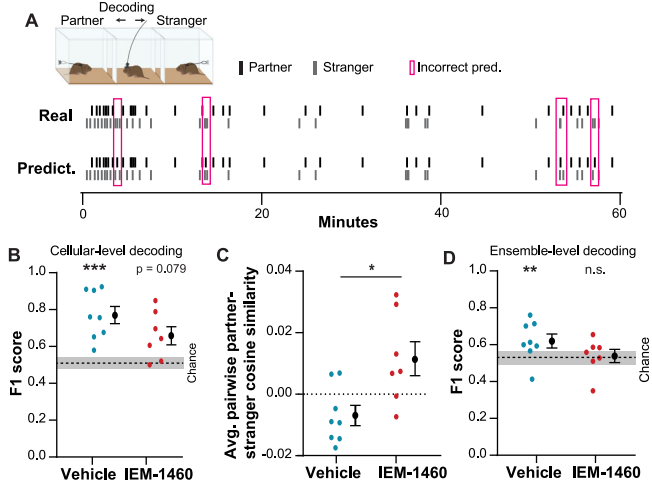 A
Decoding
Partner Stranger
Partner Stranger Incorrect pred.
Real
Predict.
0 20 40 60
Minutes
B
Cellular-level decoding
*** p = 0.079
1.0
0.8
0.6
0.4
0.2
0.0
F1 score
Chance
Vehicle IEM-1460
C
*
0.04
0.02
0.00
-0.02
Avg. pairwise partner-
stranger cosine similarity
Vehicle IEM-1460
D
Ensemble-level decoding
** n.s.
1.0
0.8
0.6
0.4
0.2
0.0
F1 score
Chance
Vehicle IEM-1460